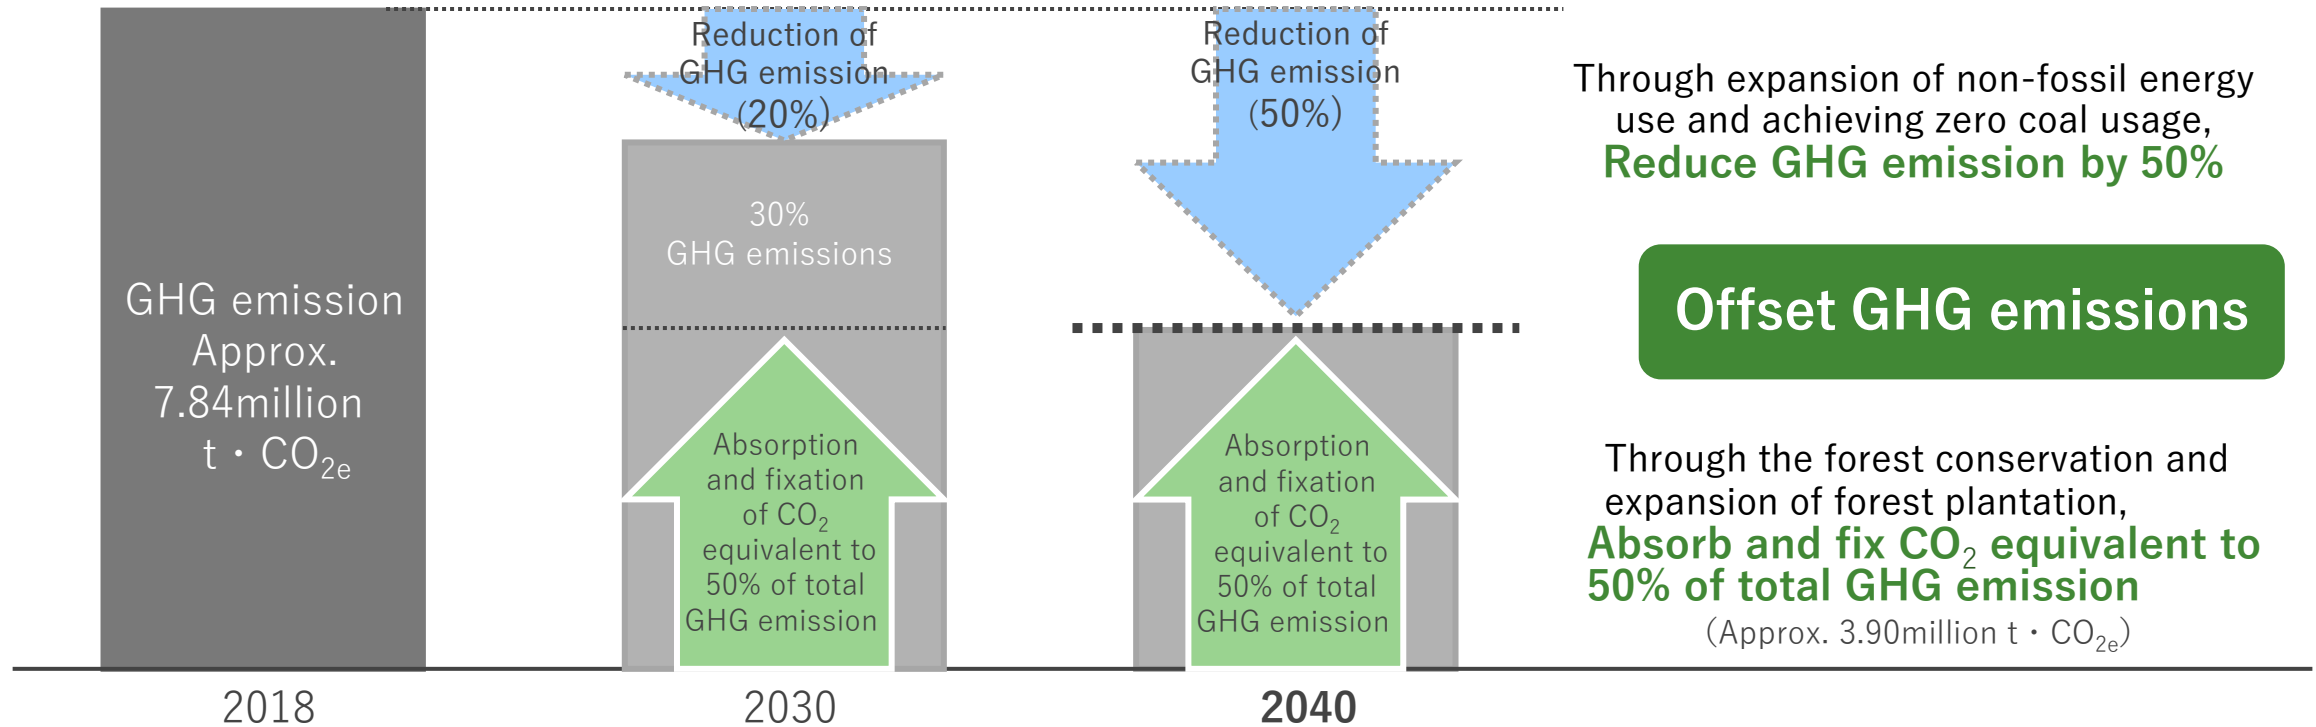 GHG emission
Approx.
7.84million
t・CO₂e
2018
Reduction of
GHG emission
(20%)
30%
GHG emissions
Absorption
and fixation
of CO₂
equivalent to
50% of total
GHG emission
2030
Reduction of
GHG emission
(50%)
Absorption
and fixation
of CO₂
equivalent to
50% of total
GHG emission
2040
Through expansion of non-fossil energy
use and achieving zero coal usage,
Reduce GHG emission by 50%
Offset GHG emissions
Through the forest conservation and
expansion of forest plantation,
Absorb and fix CO₂ equivalent to
50% of total GHG emission
(Approx. 3.90million t・CO₂e)